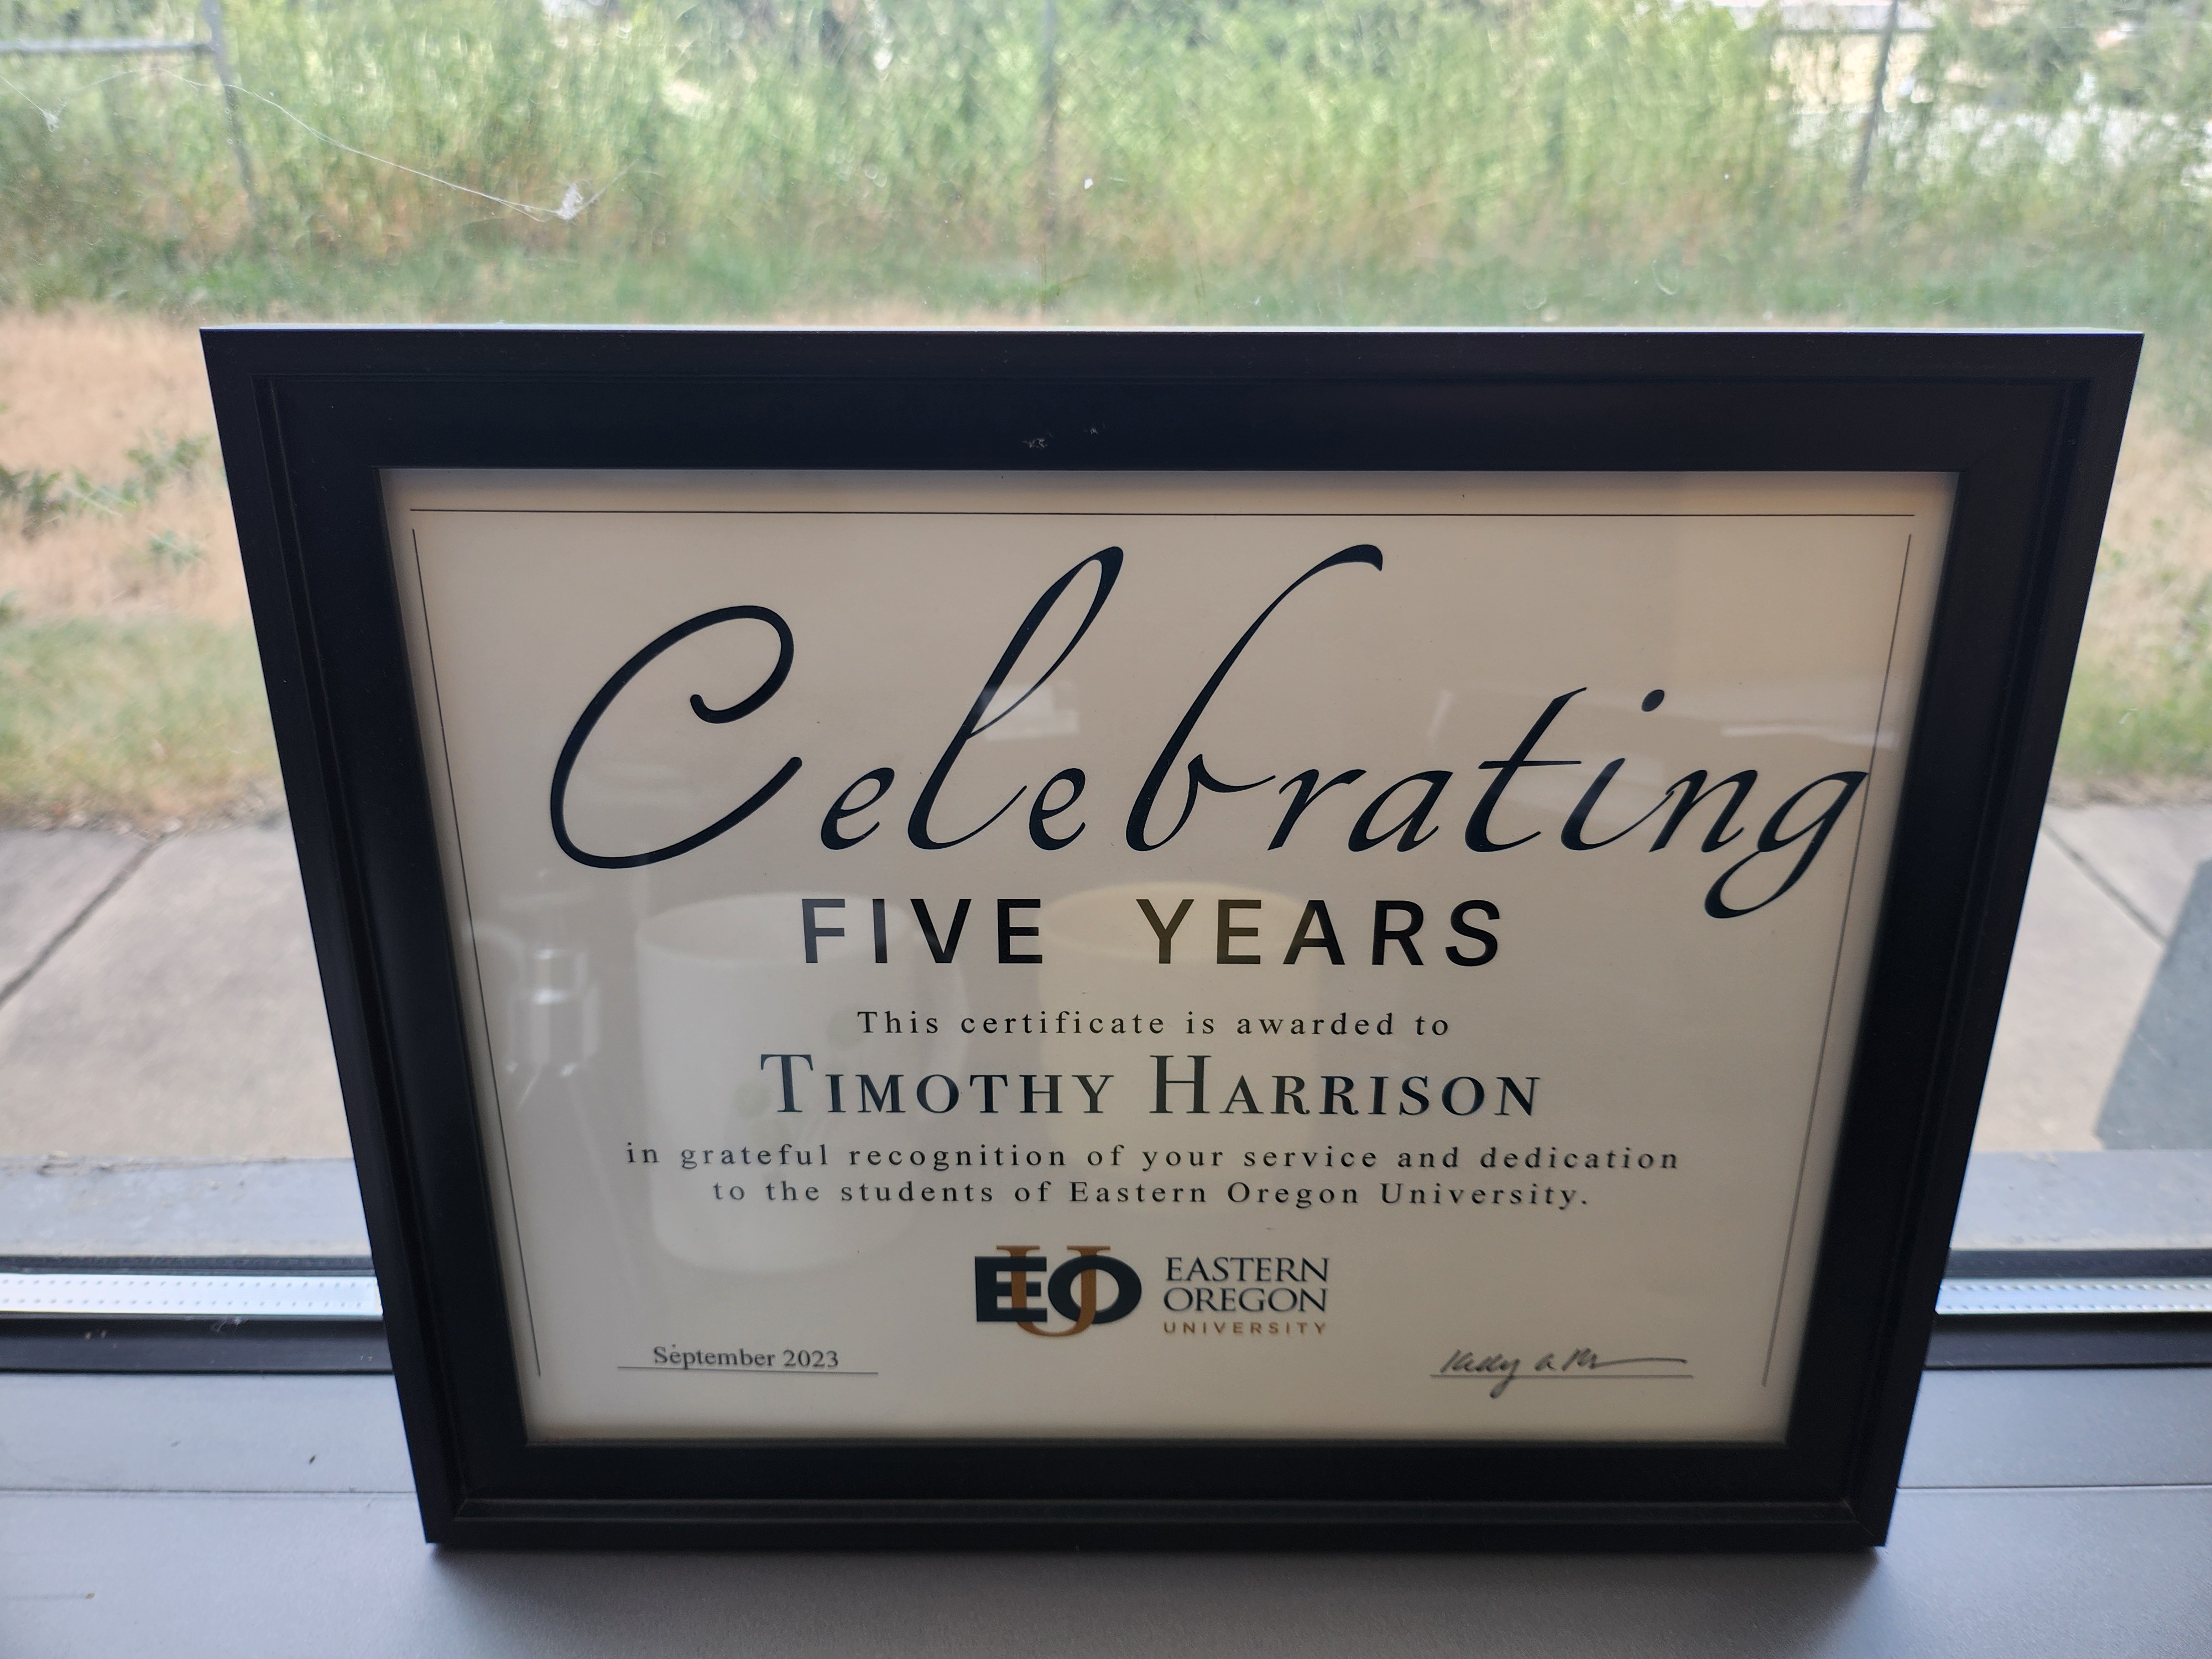 Celebrating
FIVE YEARS
This certificate is awarded to
TIMOTHY HARRISON
in grateful recognition of your service and dedication
to the students of Eastern Oregon University.
EOU
EASTERN
OREGON
UNIVERSITY
September 2023